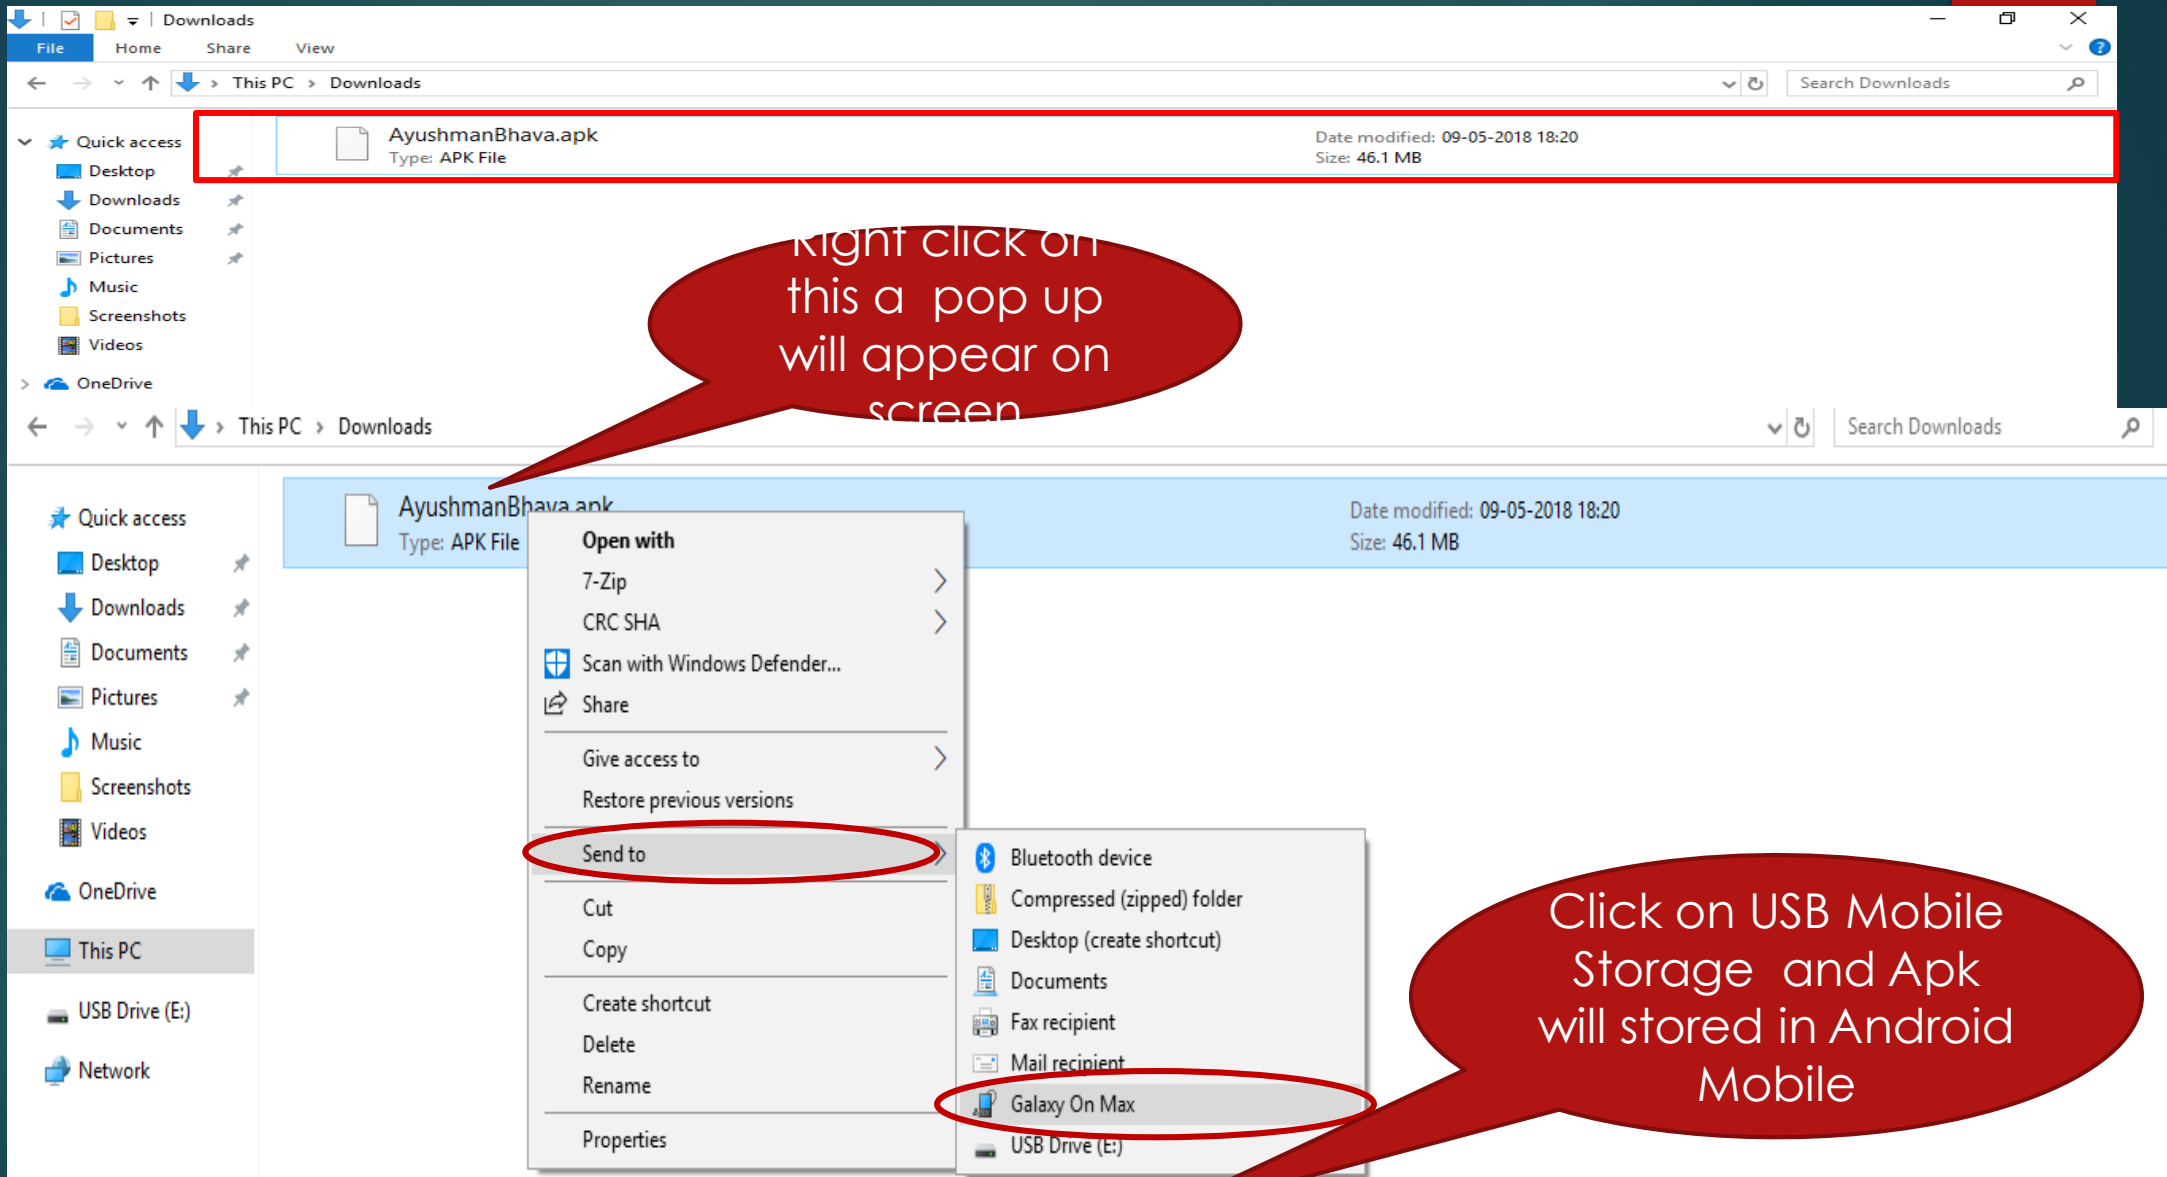 Downloads
File Home Share View
This PC > Downloads
Search Downloads
Quick access
Desktop
Downloads
Documents
Pictures
Music
Screenshots
Videos
OneDrive
AyushmanBhava.apk
Type: APK File
Date modified: 09-05-2018 18:20
Size: 46.1 MB
Right click on
this a pop up
will appear on
screen
This PC > Downloads
Search Downloads
Quick access
Desktop
Downloads
Documents
Pictures
Music
Screenshots
Videos
OneDrive
This PC
USB Drive (E:)
Network
AyushmanBhava.apk
Type: APK File
Date modified: 09-05-2018 18:20
Size: 46.1 MB
Open with
7-Zip
CRC SHA
Scan with Windows Defender...
Share
Give access to
Restore previous versions
Send to
Cut
Copy
Create shortcut
Delete
Rename
Properties
Bluetooth device
Compressed (zipped) folder
Desktop (create shortcut)
Documents
Fax recipient
Mail recipient
Galaxy On Max
USB Drive (E:)
Click on USB Mobile
Storage and Apk
will stored in Android
Mobile